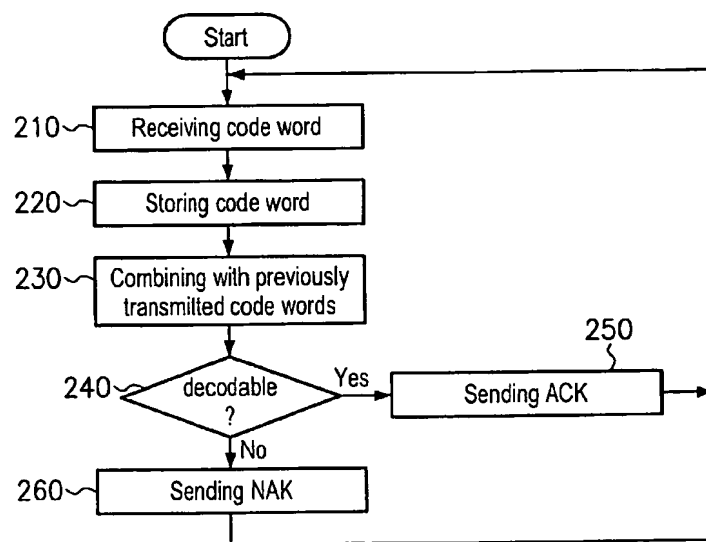 Start
210
Receiving code word
220
Storing code word
230
Combining with previously
transmitted code words
240
decodable
?
Yes
250
Sending ACK
No
260
Sending NAK